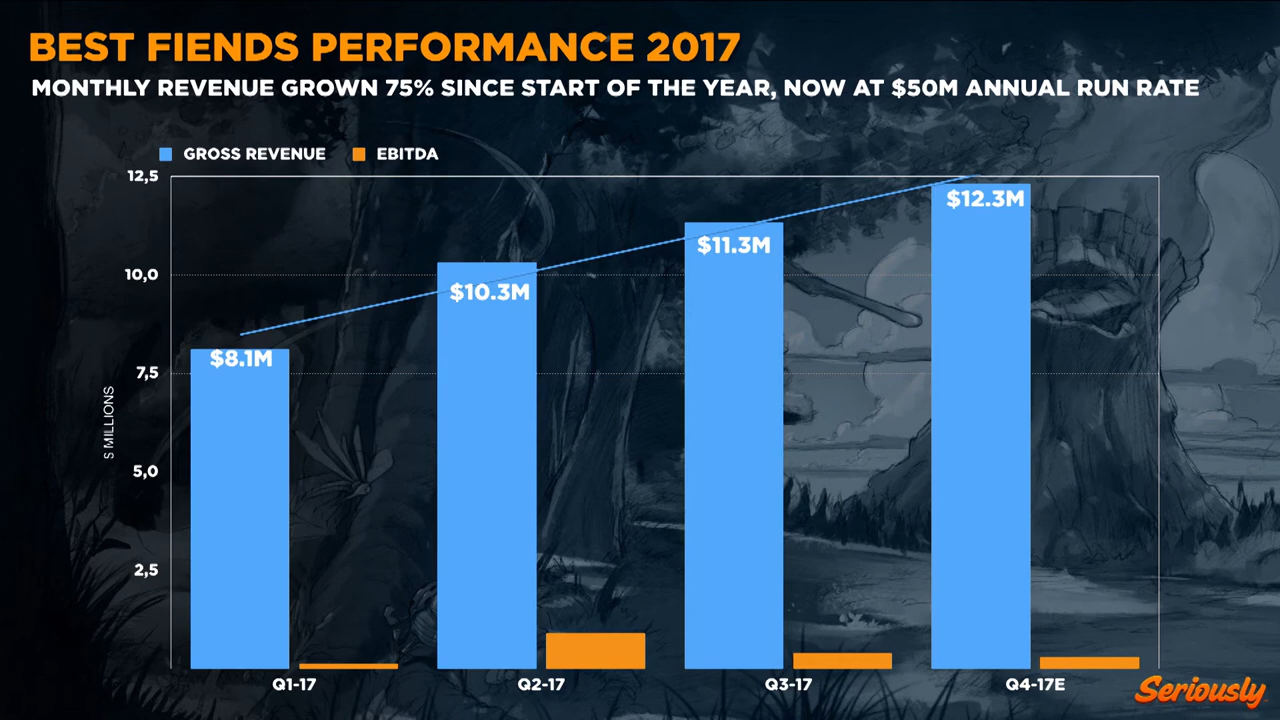 BEST FIENDS PERFORMANCE 2017
MONTHLY REVENUE GROWN 75% SINCE START OF THE YEAR, NOW AT $50M ANNUAL RUN RATE
GROSS REVENUE EBITDA
12,5
10,0
7,5
5,0
2,5
$ MILLIONS
$8.1M
$10.3M
$11.3M
$12.3M
Q1-17 Q2-17 Q3-17 Q4-17E
Seriously